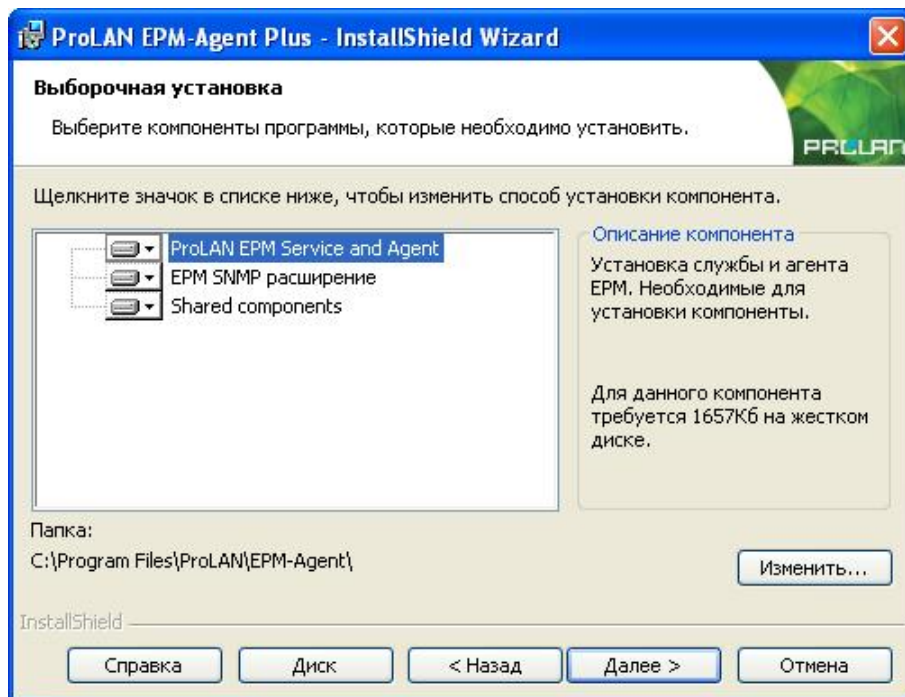 ProLAN EPM-Agent Plus - InstallShield Wizard
Выборочная установка
Выберите компоненты программы, которые необходимо установить.
PROLAN
Щелкните значок в списке ниже, чтобы изменить способ установки компонента.
ProLAN EPM Service and Agent
EPM SNMP расширение
Shared components
Описание компонента
Установка службы и агента
EPM. Необходимые для
установки компоненты.
Для данного компонента
требуется 1657Кб на жестком
диске.
Папка:
C:\Program Files\ProLAN\EPM-Agent\
Изменить...
InstallShield
Справка
Диск
< Назад
Далее >
Отмена